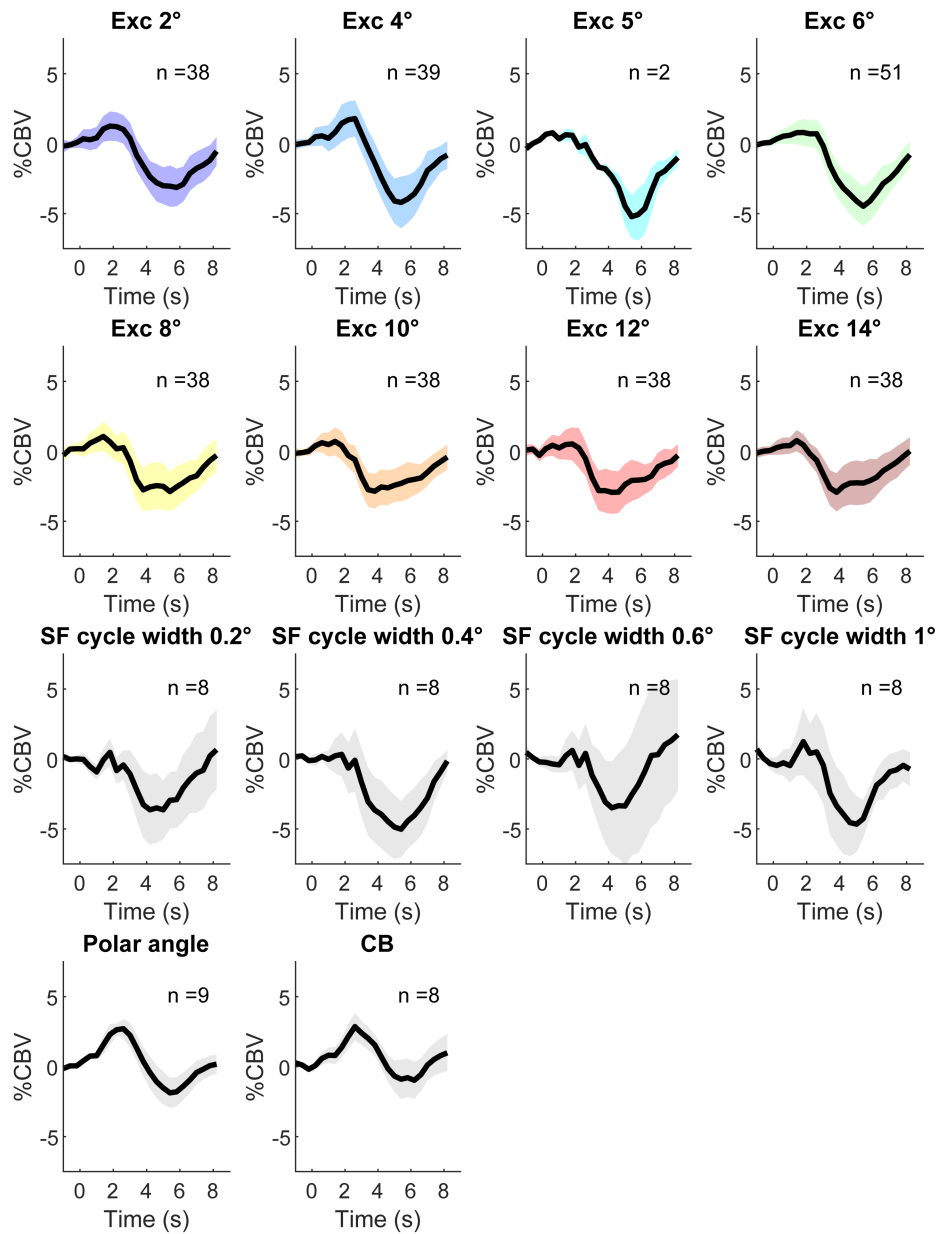 Exc 2° Exc 4° Exc 5° Exc 6°
n =38 n =39 n =2 n =51
5 5 5 5
%CBV %CBV %CBV %CBV
0 0 0 0
-5 -5 -5 -5
0 2 4 6 8 0 2 4 6 8 0 2 4 6 8 0 2 4 6 8
Time (s) Time (s) Time (s) Time (s)
Exc 8° Exc 10° Exc 12° Exc 14°
n =38 n =38 n =38 n =38
5 5 5 5
%CBV %CBV %CBV %CBV
0 0 0 0
-5 -5 -5 -5
0 2 4 6 8 0 2 4 6 8 0 2 4 6 8 0 2 4 6 8
Time (s) Time (s) Time (s) Time (s)
SF cycle width 0.2° SF cycle width 0.4° SF cycle width 0.6° SF cycle width 1°
n =8 n =8 n =8 n =8
5 5 5 5
%CBV %CBV %CBV %CBV
0 0 0 0
-5 -5 -5 -5
0 2 4 6 8 0 2 4 6 8 0 2 4 6 8 0 2 4 6 8
Time (s) Time (s) Time (s) Time (s)
Polar angle CB
n =9 n =8
5 5
%CBV %CBV
0 0
-5 -5
0 2 4 6 8 0 2 4 6 8
Time (s) Time (s)